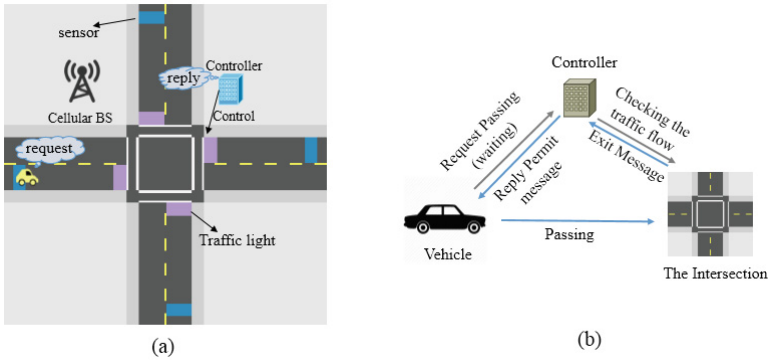 sensor
reply
Controller
Cellular BS
Control
request
Traffic light
(a)
Controller
Request Passing
(waiting)
Reply Permit
message
Checking the
traffic flow
Exit Message
Vehicle
Passing
The Intersection
(b)